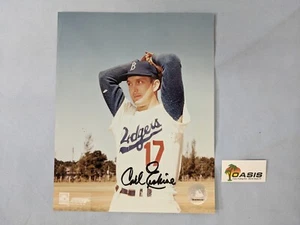 B
Dodgers
17
Carl Erskine
OASIS